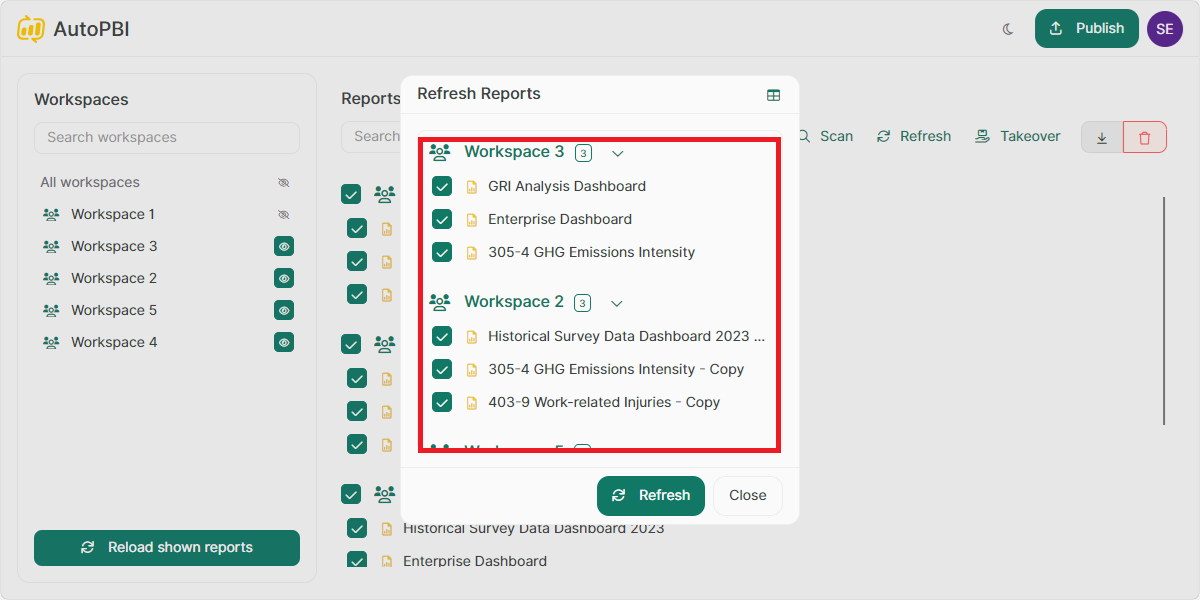 AutoPBI
Publish
SE
Workspaces
Search workspaces
All workspaces
Workspace 1
Workspace 3
Workspace 2
Workspace 5
Workspace 4
Reload shown reports
Reports
Search
Scan
Refresh
Takeover
Refresh Reports
Workspace 3 3
GRI Analysis Dashboard
Enterprise Dashboard
305-4 GHG Emissions Intensity
Workspace 2 3
Historical Survey Data Dashboard 2023 ...
305-4 GHG Emissions Intensity - Copy
403-9 Work-related Injuries - Copy
Refresh
Close
Historical Survey Data Dashboard 2023
Enterprise Dashboard